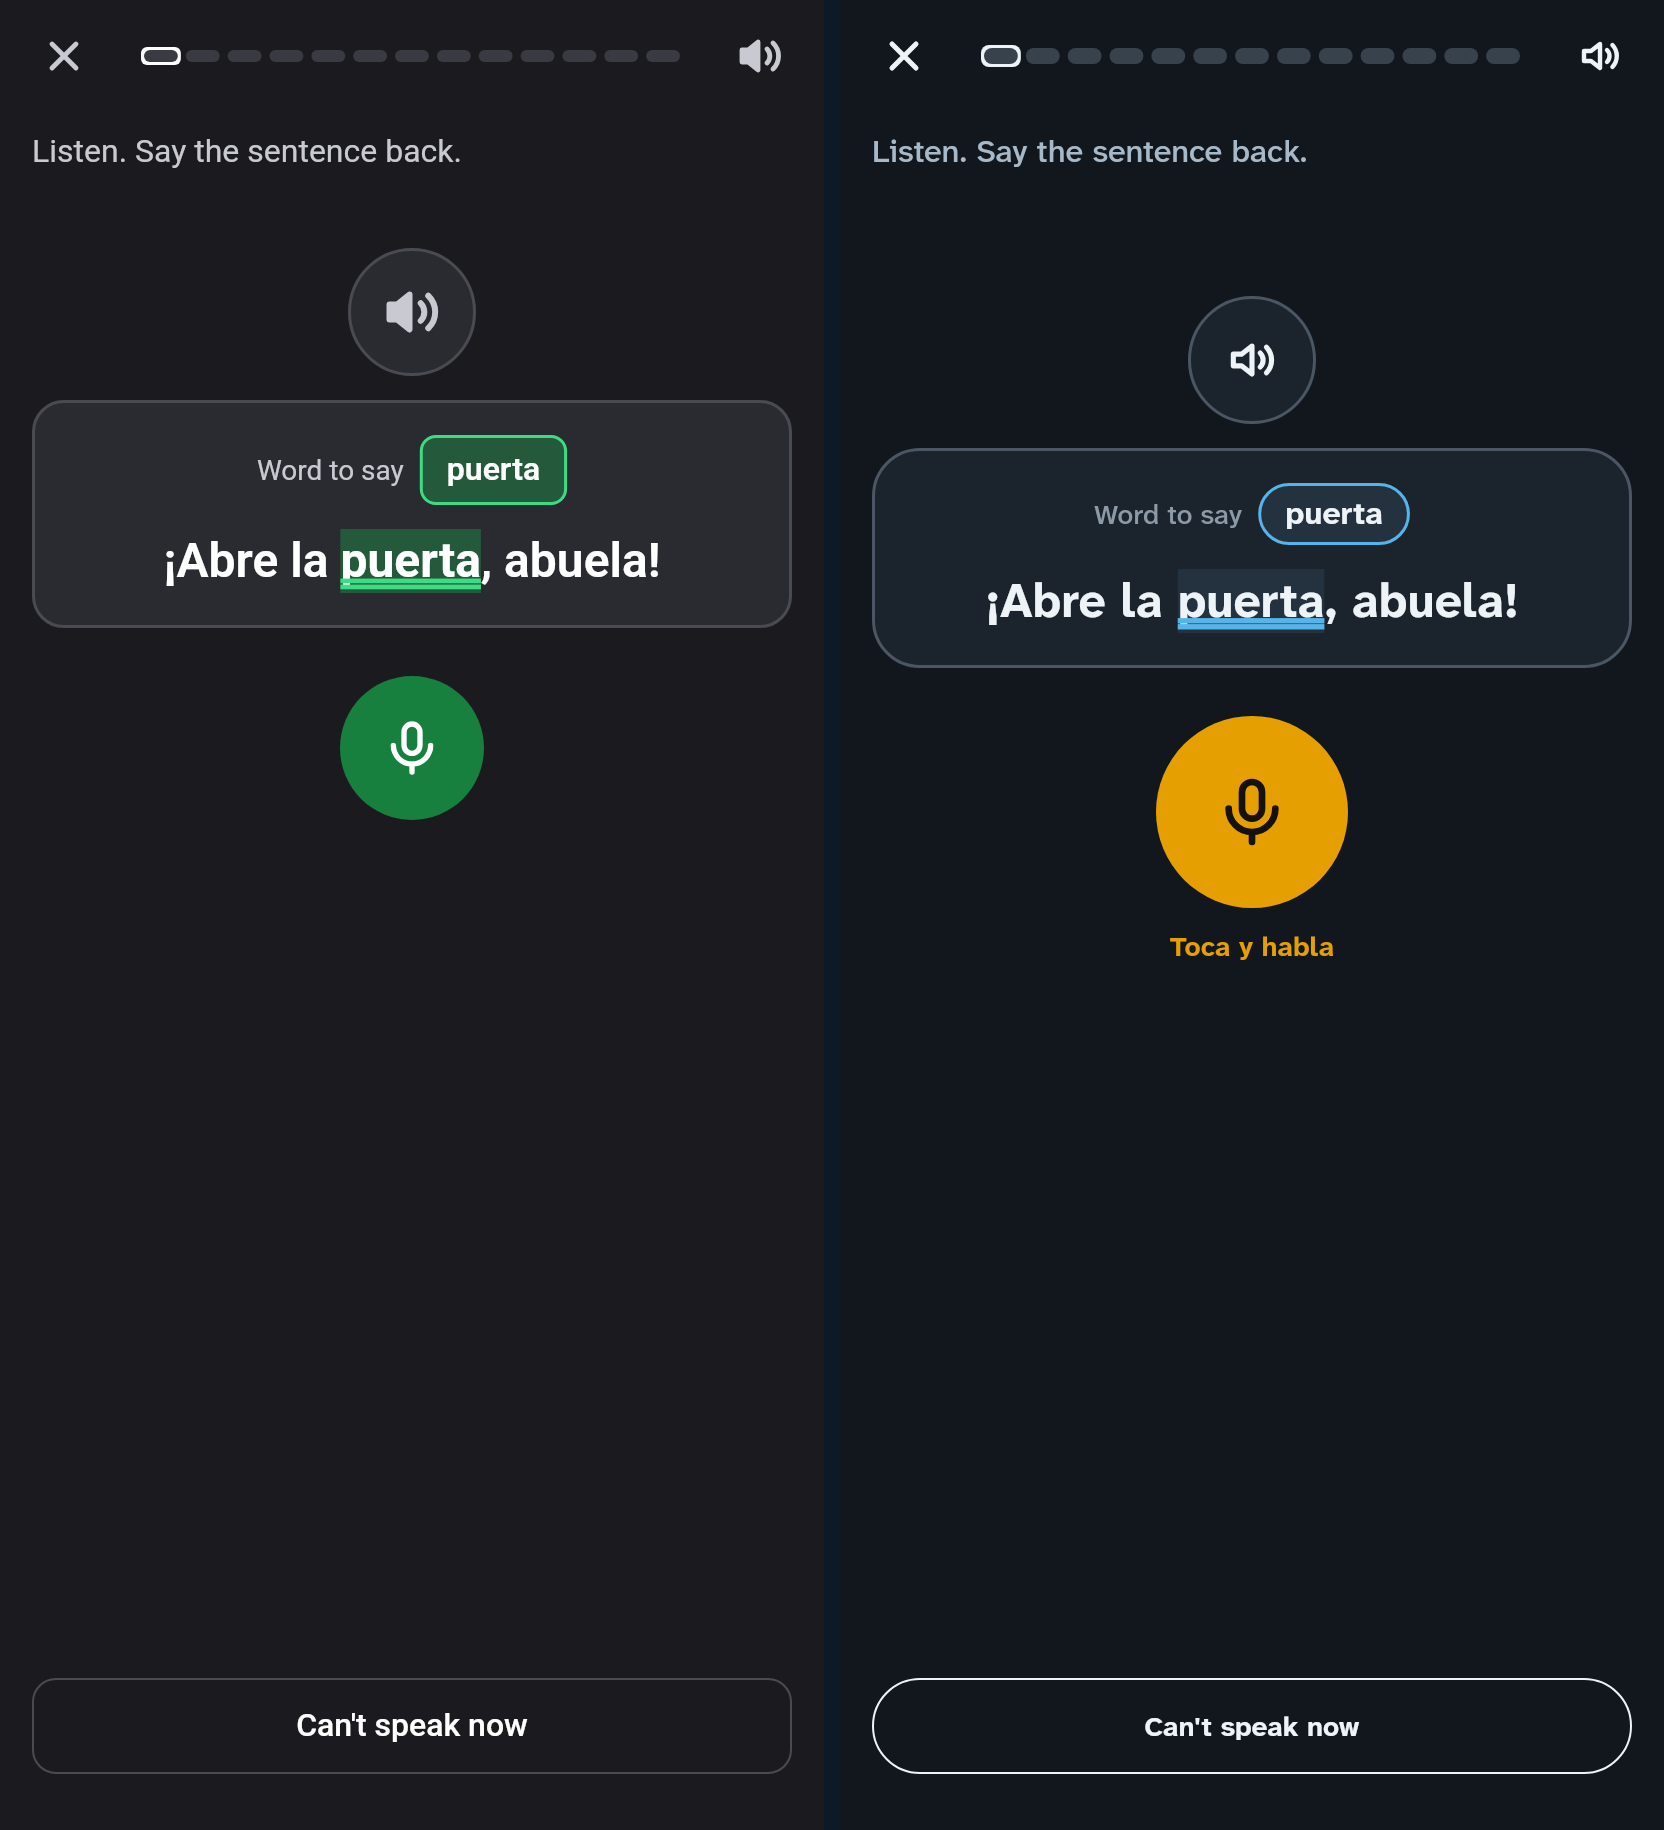 Listen. Say the sentence back.
Word to say puerta
¡Abre la puerta, abuela!
Can't speak now
Listen. Say the sentence back.
Word to say puerta
¡Abre la puerta, abuela!
Toca y habla
Can't speak now